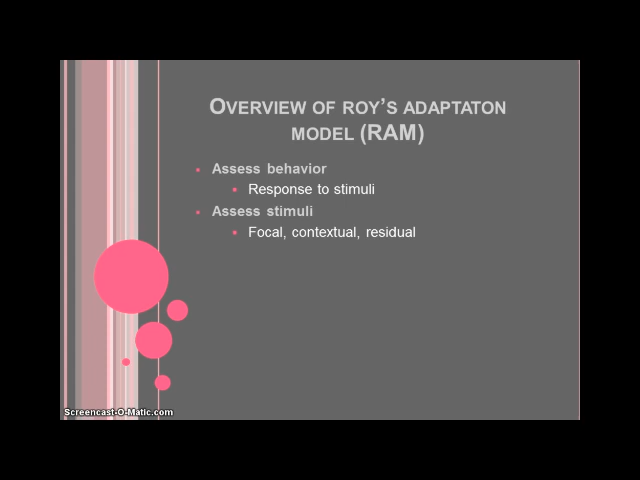 OVERVIEW OF ROY'S ADAPTATON
MODEL (RAM)
Assess behavior
Response to stimuli
Assess stimuli
Focal, contextual, residual
Screencast-O-Matic.com